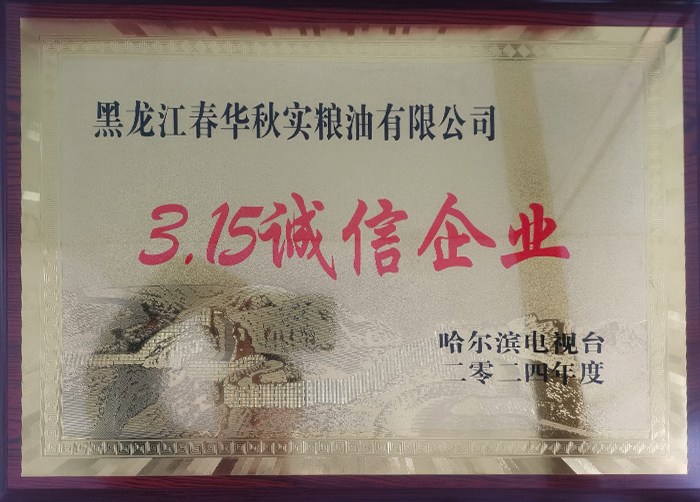 黑龙江春华秋实粮油有限公司
3.15诚信企业
哈尔滨电视台
二零二四年度